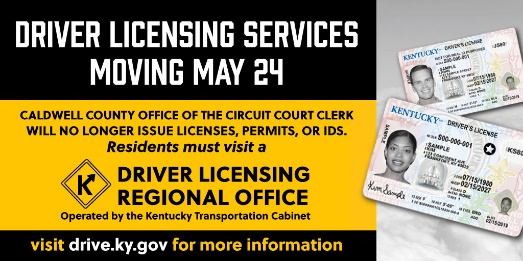 DRIVER LICENSING SERVICES
MOVING MAY 24
CALDWELL COUNTY OFFICE OF THE CIRCUIT COURT CLERK
WILL NO LONGER ISSUE LICENSES, PERMITS, OR IDS.
Residents must visit a
K
DRIVER LICENSING
REGIONAL OFFICE
Operated by the Kentucky Transportation Cabinet
visit drive.ky.gov for more information
KENTUCKY
DRIVER'S LICENSE
SAMPLE
KENTUCKY
DRIVER'S LICENSE
S00-000-001
SAMPLE
07/15/1980
02/15/2027
Kim Sample